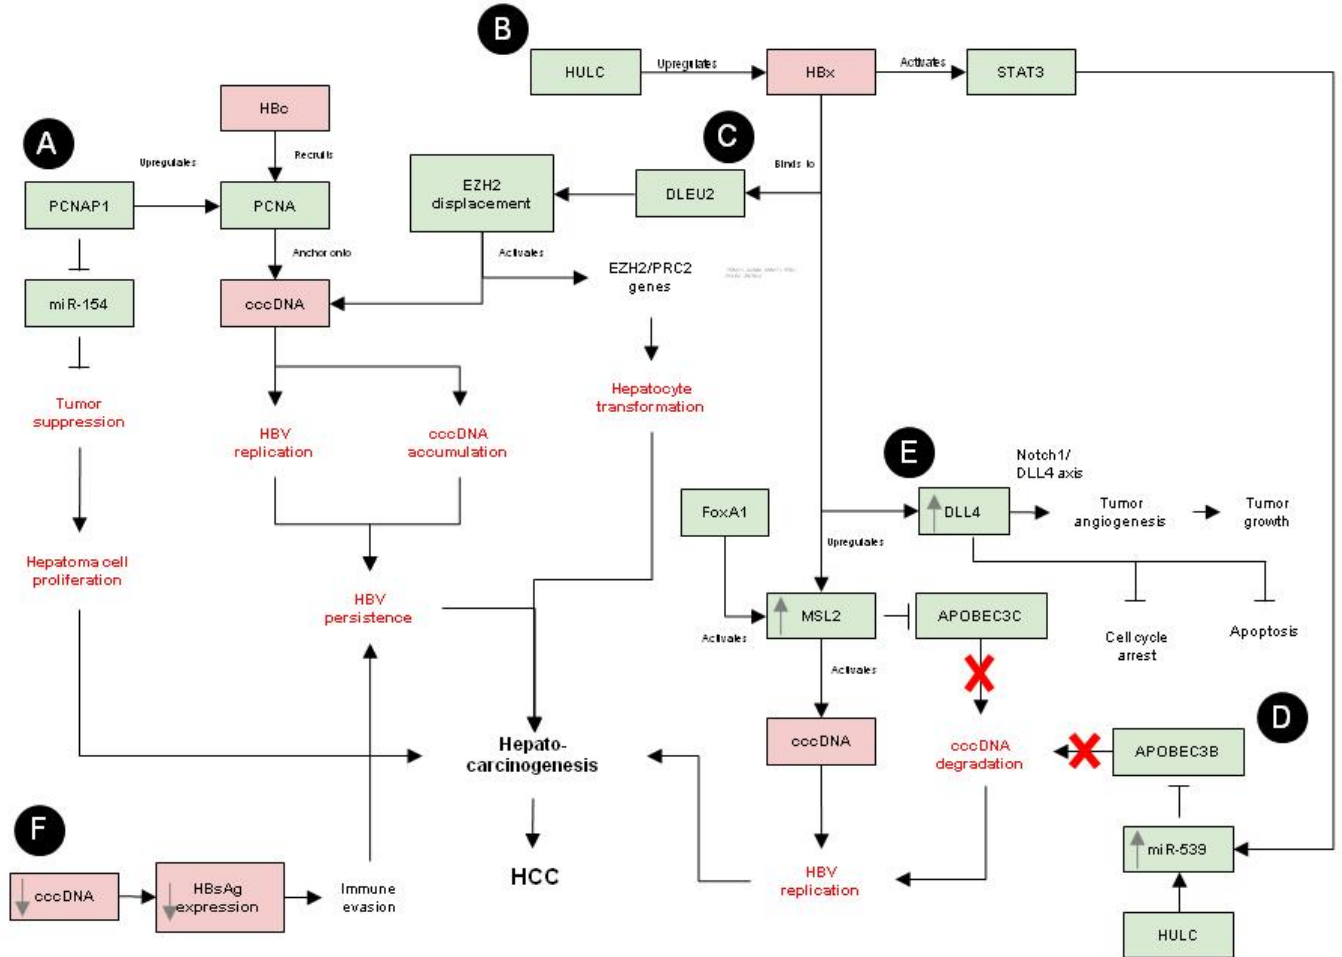 B
HULC
Upregulates
HBx
Activates
STAT3
HBc
A
Upregulates
Recruits
C
Binds to
PCNAP1
PCNA
EZH2
displacement
DLEU2
Anchor onto
Activates
EZH2/PRC2
genes
miR-154
cccDNA
Hepatocyte
transformation
Tumor
suppression
HBV
replication
cccDNA
accumulation
E
Notch1/
DLL4 axis
FoxA1
DLL4
Tumor
angiogenesis
Tumor
growth
Upregulates
Hepatoma cell
proliferation
HBV
persistence
MSL2
APOBEC3C
Activates
Cell cycle
arrest
Apoptosis
Activates
D
Hepato-
carcinogenesis
cccDNA
cccDNA
degradation
APOBEC3B
F
miR-539
HCC
HBV
replication
cccDNA
HBsAg
expression
Immune
evasion
HULC